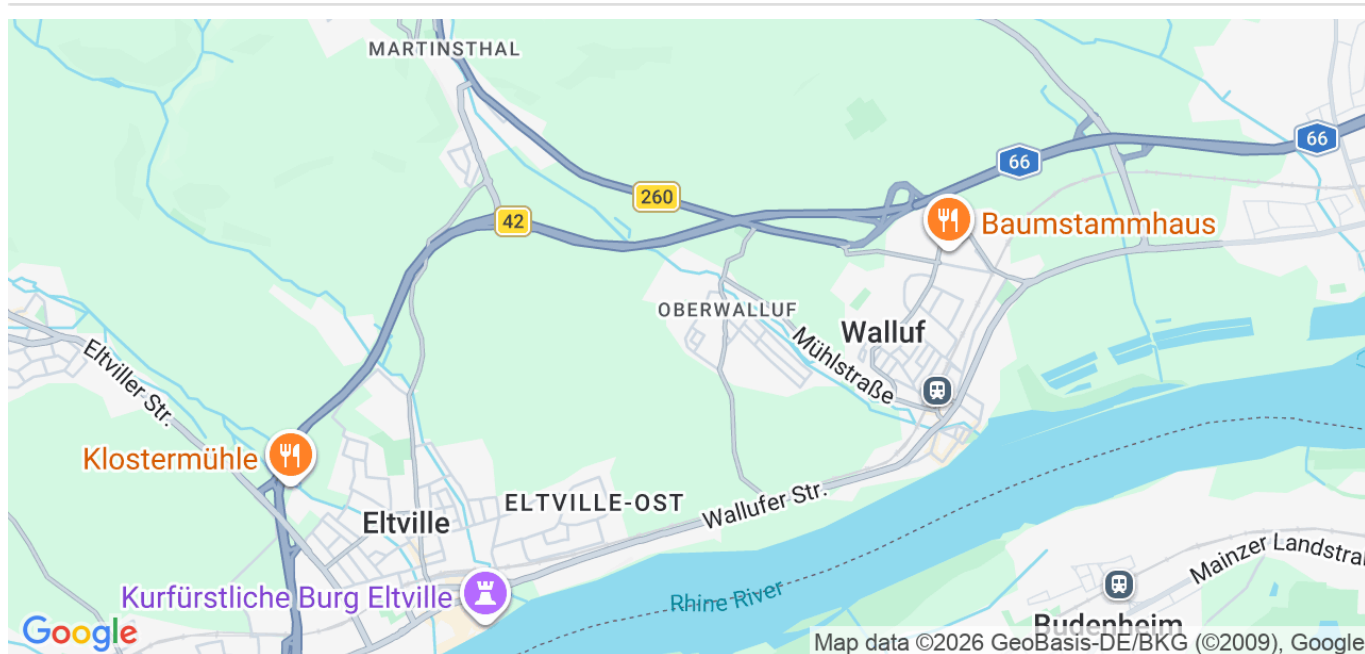 MARTINSTHAL
66
66
260
42
Baumstammhaus
OBERWALLUF
Walluf
Mühlstraße
Eltviller Str.
Klostermühle
ELTVILLE-OST
Wallufer Str.
Eltville
Mainzer Landstra
Kurfürstliche Burg Eltville
Rhine River
Budenheim
Google
Map data ©2026 GeoBasis-DE/BKG (©2009), Google